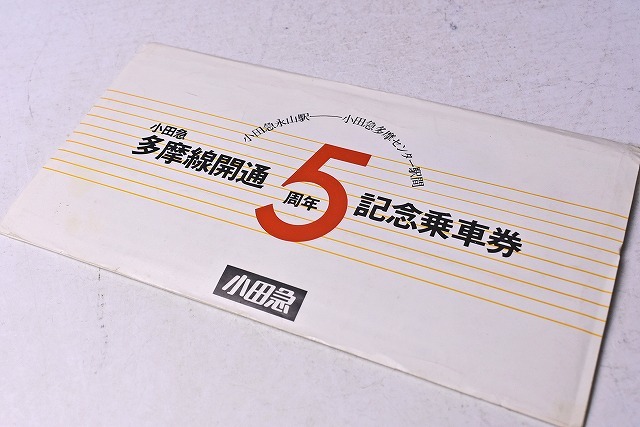 小田急永山駅――小田急多摩センター駅間
小田急
多摩線開通5周年記念乗車券
小田急